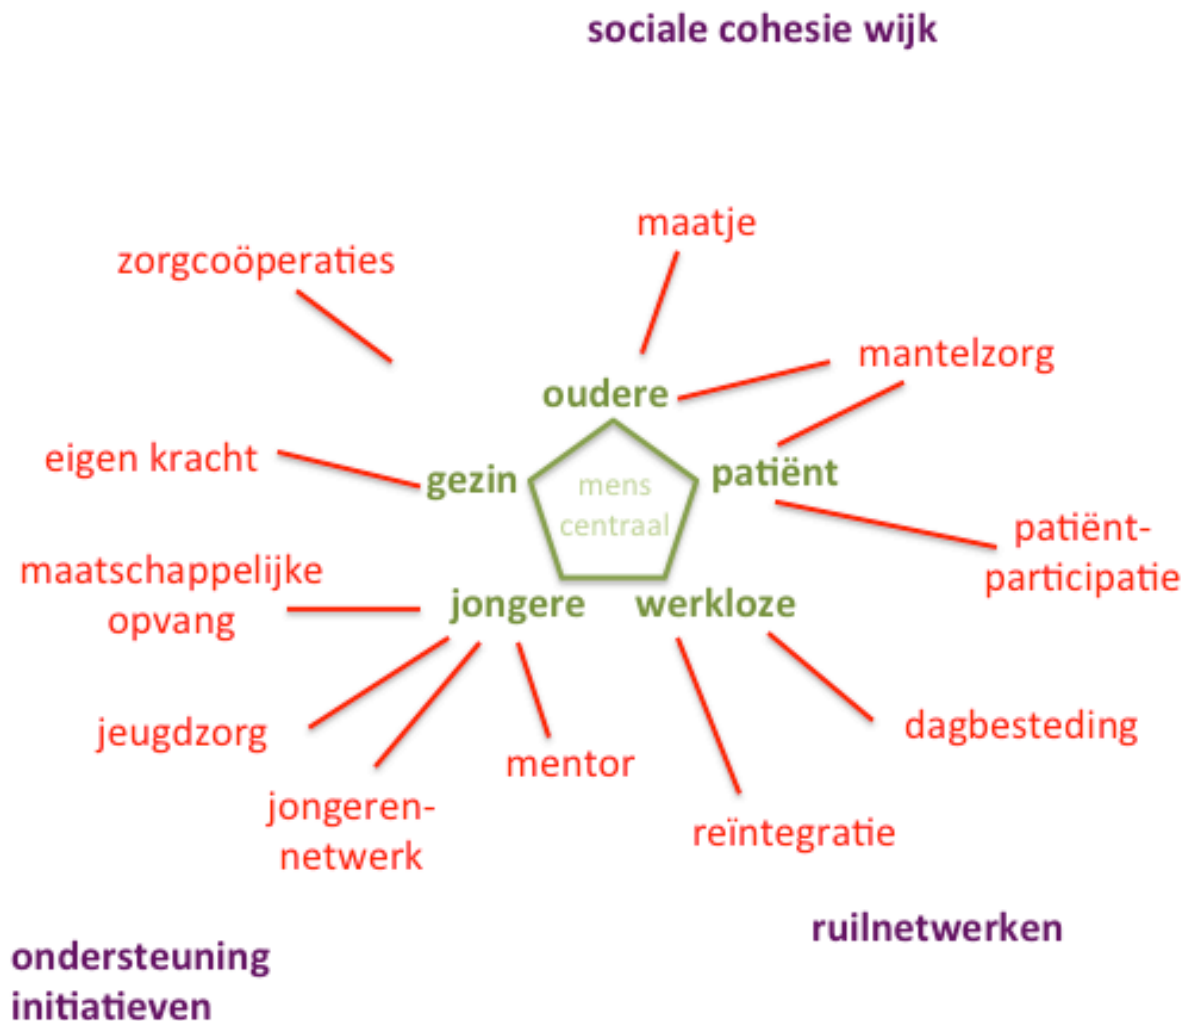 sociale cohesie wijk
maatje
zorgcoöperaties
mantelzorg
oudere
eigen kracht
gezin
mens
centraal
patiënt
patiënt-
participatie
maatschappelijke
opvang
jongere
werkloze
jeugdzorg
mentor
dagbesteding
jongeren-
netwerk
reïntegratie
ruilnetwerken
ondersteuning
initiatieven